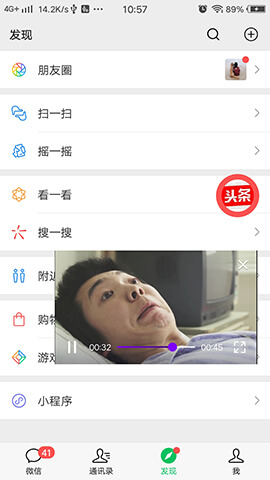 4G+ 14.2K/s ... 10:57 89%
发现
朋友圈
扫一扫
摇一摇
看一看
头条
搜一搜
附近
00:32 00:45
购物
游戏
小程序
41
微信 通讯录 发现 我